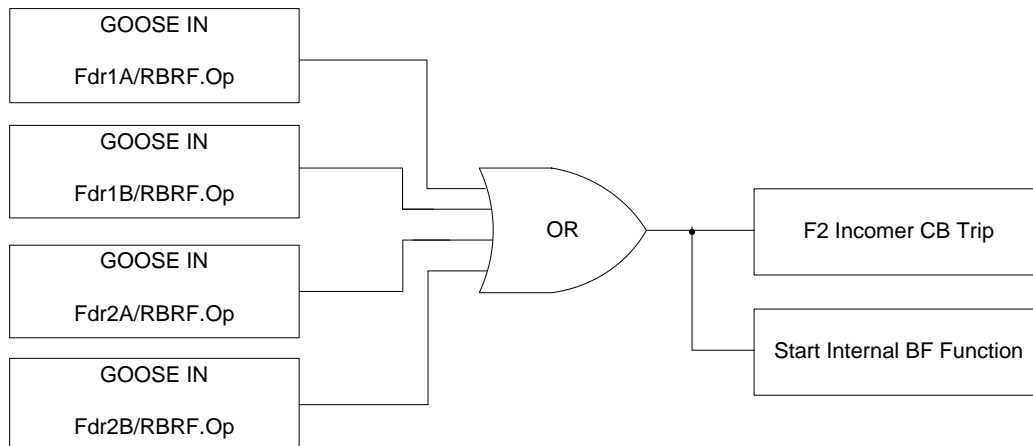 GOOSE IN
Fdr1A/RBRF.Op
GOOSE IN
Fdr1B/RBRF.Op
GOOSE IN
Fdr2A/RBRF.Op
GOOSE IN
Fdr2B/RBRF.Op
OR
F2 Incomer CB Trip
Start Internal BF Function